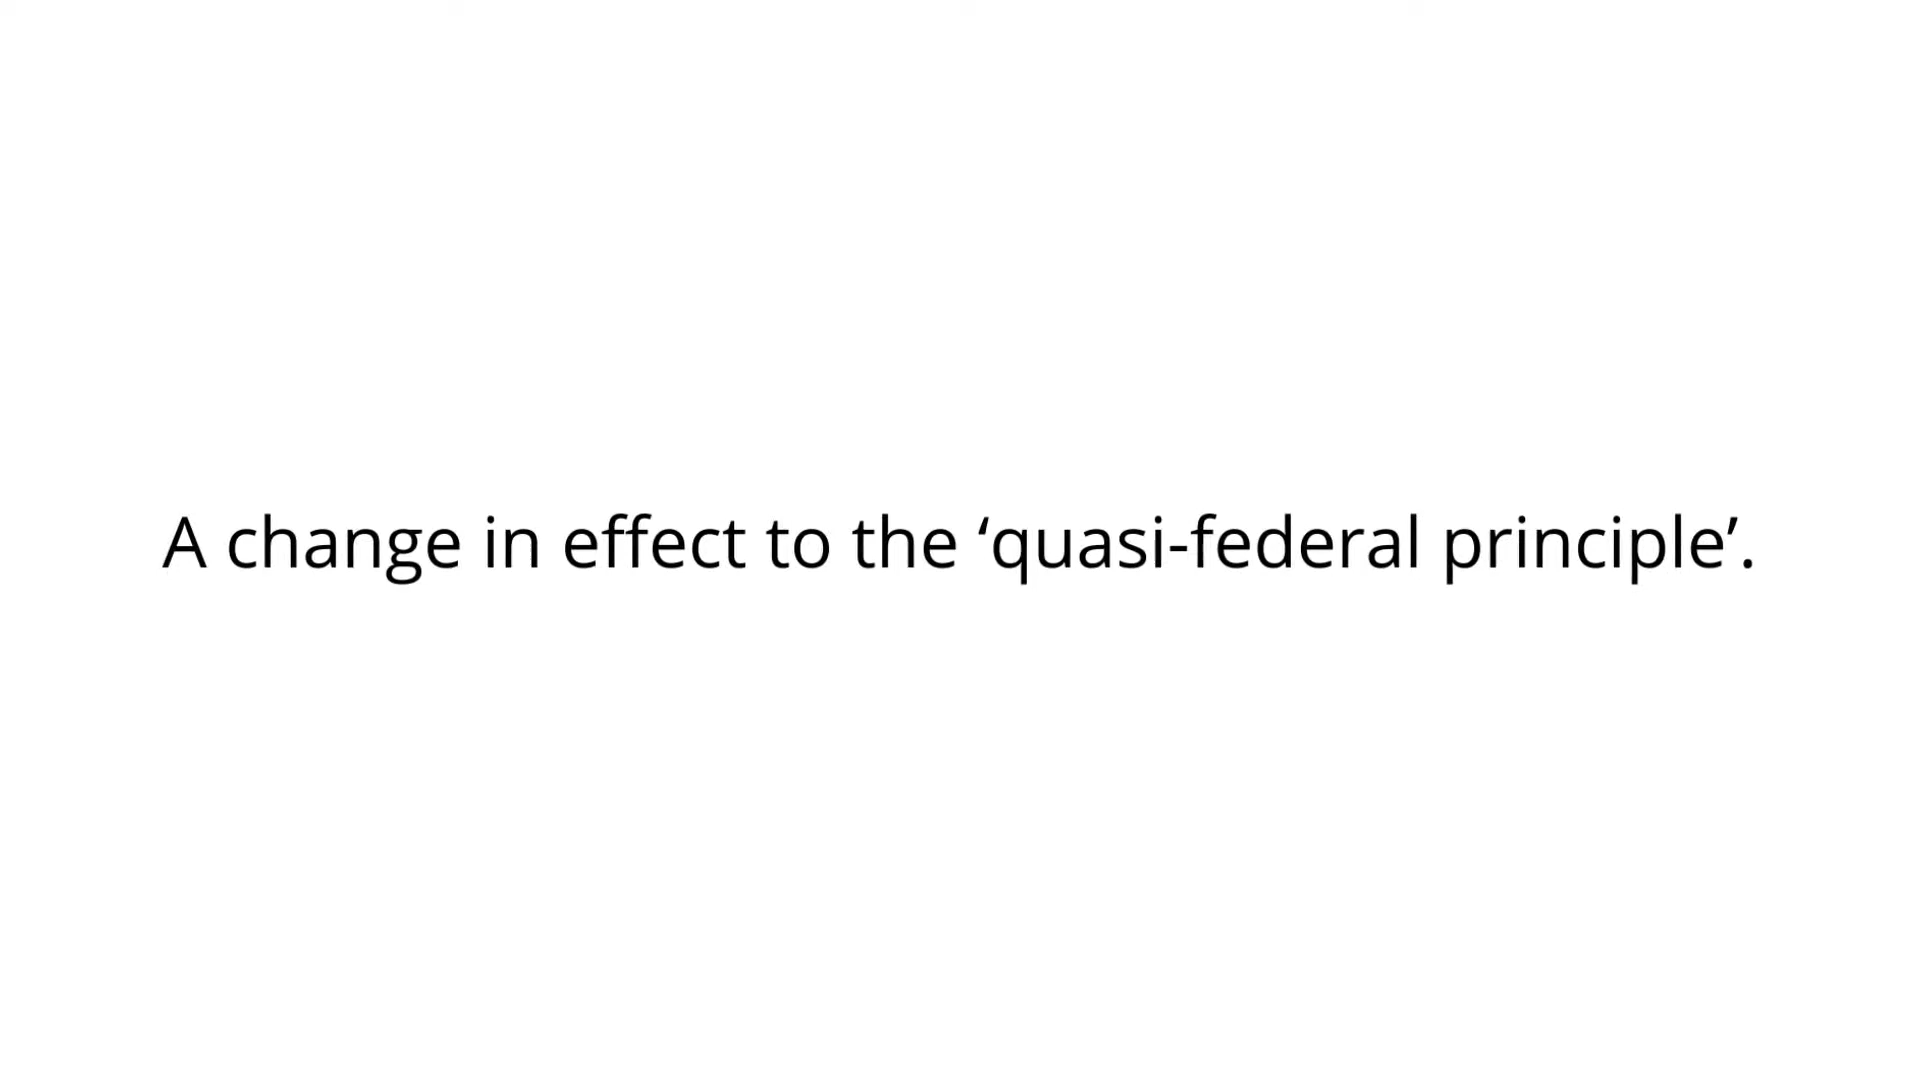 A change in effect to the ‘quasi-federal principle’.